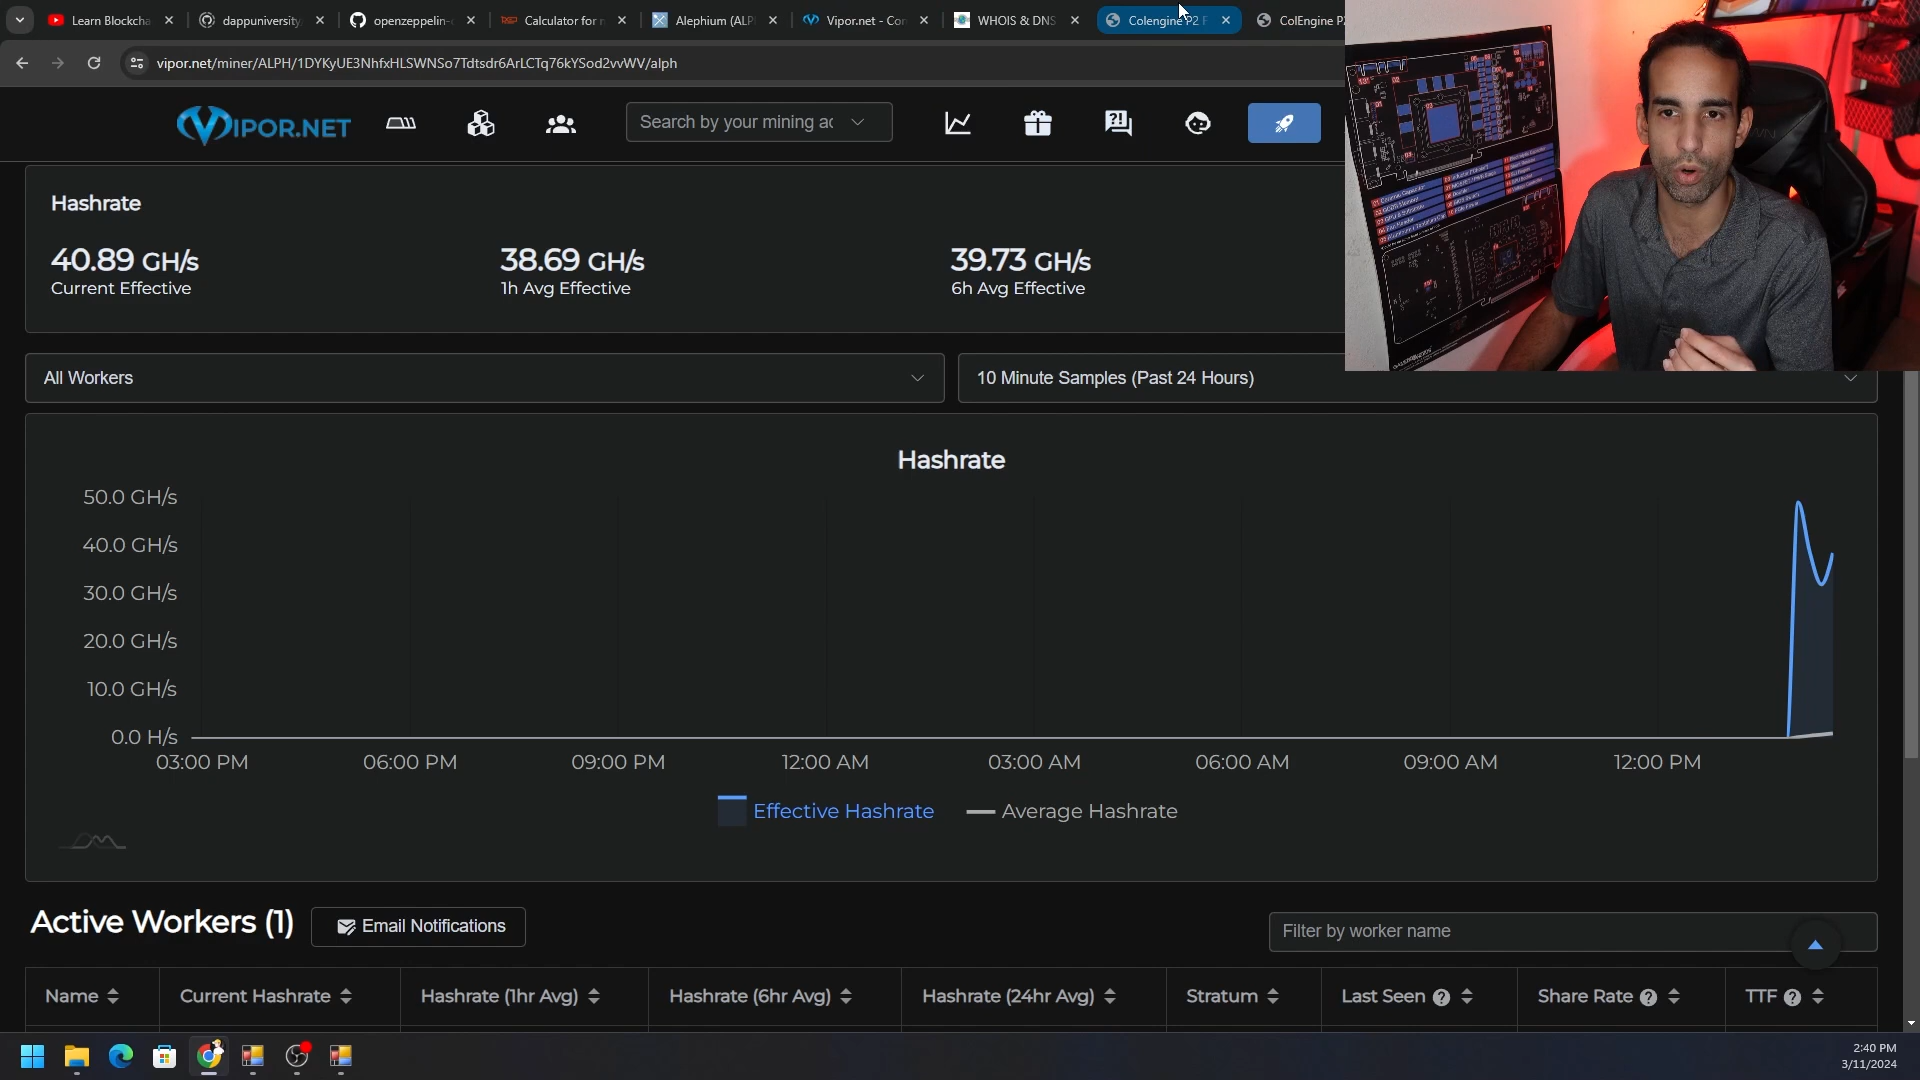 Learn Blockcha
dappuniversity
openzeppelin-
Calculator for
Alephium (ALP
Vipor.net - Co
WHOIS & DNS
Colengine P2 F
ColEngine P
vipor.net/miner/ALPH/1DYKyUE3NhfxHLSWNSo7Tdtsdr6ArLCTq76kYSod2vvWV/alph
VIPOR.NET
Search by your mining ac
Hashrate
40.89 GH/s
Current Effective
38.69 GH/s
1h Avg Effective
39.73 GH/s
6h Avg Effective
All Workers
10 Minute Samples (Past 24 Hours)
Hashrate
50.0 GH/s
40.0 GH/s
30.0 GH/s
20.0 GH/s
10.0 GH/s
0.0 H/s
03:00 PM
06:00 PM
09:00 PM
12:00 AM
03:00 AM
06:00 AM
09:00 AM
12:00 PM
Effective Hashrate
Average Hashrate
Active Workers (1)
Email Notifications
Filter by worker name
Name
Current Hashrate
Hashrate (1hr Avg)
Hashrate (6hr Avg)
Hashrate (24hr Avg)
Stratum
Last Seen
Share Rate
TTF
2:40 PM
3/11/2024